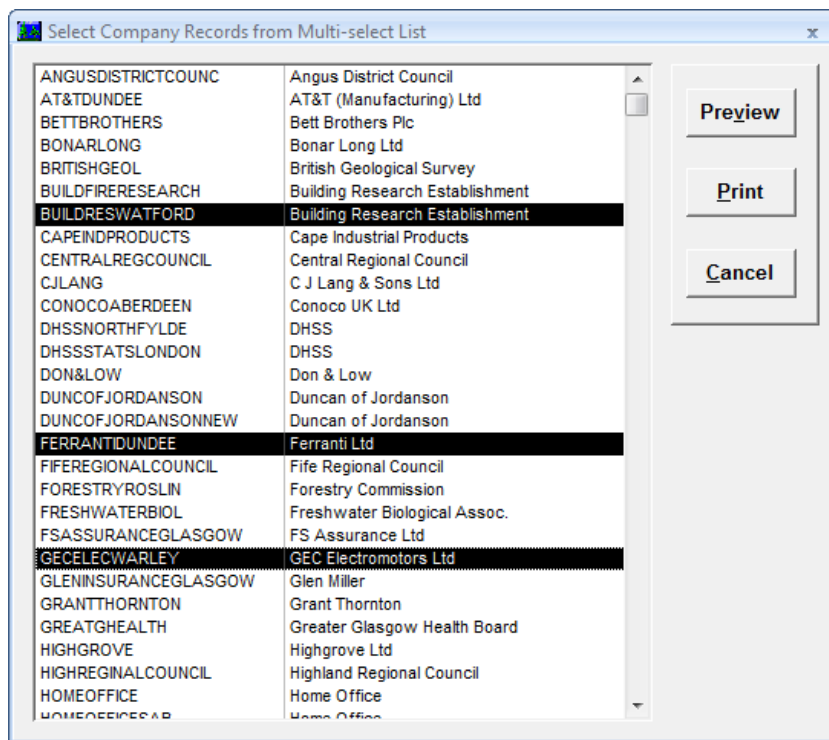 Select Company Records from Multi-select List
x
ANGUSDISTRICTCOUNC Angus District Council
AT&TDUNDEE AT&T (Manufacturing) Ltd
BETTBROTHERS Bett Brothers Plc
BONARLONG Bonar Long Ltd
BRITISHGEOL British Geological Survey
BUILDFIRERESEARCH Building Research Establishment
BUILDRESWATFORD Building Research Establishment
CAPEINDPRODUCTS Cape Industrial Products
CENTRALREGCOUNCIL Central Regional Council
CJLANG C J Lang & Sons Ltd
CONOCOABERDEEN Conoco UK Ltd
DHSSNORTHFYLDE DHSS
DHSSSTATSLONDON DHSS
DON&LOW Don & Low
DUNCOFJORDANSON Duncan of Jordanson
DUNCOFJORDANSONNEW Duncan of Jordanson
FERRANTIDUNDEE Ferranti Ltd
FIFEREGIONALCOUNCIL Fife Regional Council
FORESTRYROSLIN Forestry Commission
FRESHWATERBIOL Freshwater Biological Assoc.
FSASSURANCEGLASGOW FS Assurance Ltd
GECELECWARLEY GEC Electromotors Ltd
GLENINSURANCEGLASGOW Glen Miller
GRANTTHORNTON Grant Thornton
GREATGHEALTH Greater Glasgow Health Board
HIGHGROVE Highgrove Ltd
HIGHREGINALCOUNCIL Highland Regional Council
HOMEOFFICE Home Office
HOMEOFFICESAB Home Office
Preview
Print
Cancel